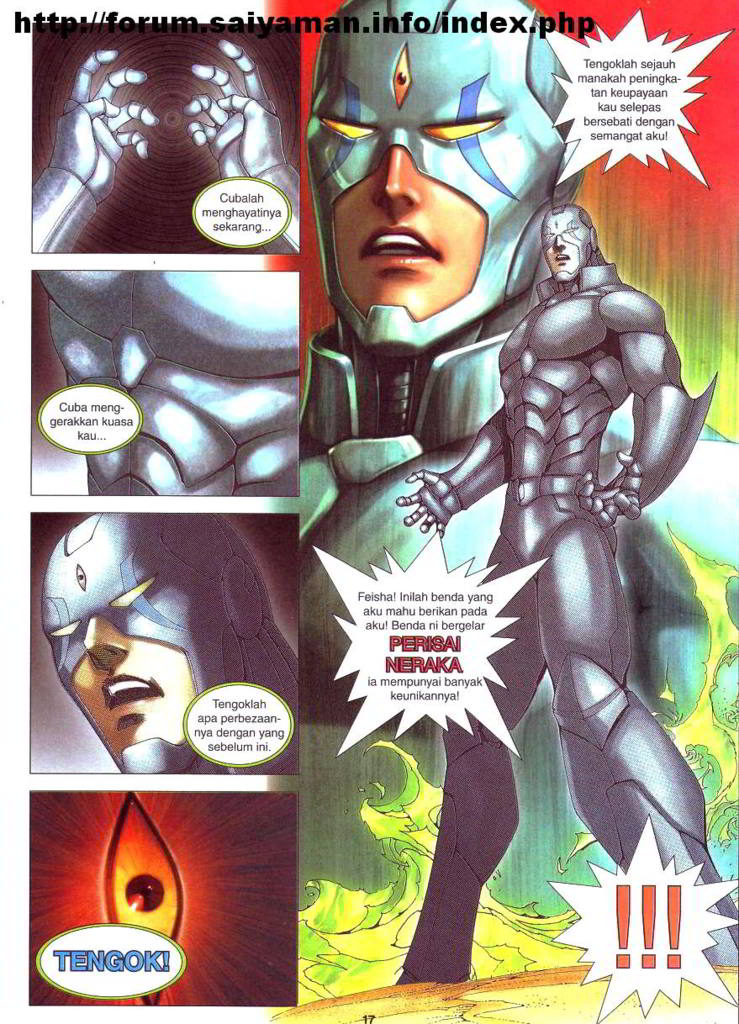 http://forum.saiyaman.info/index.php
Cubalah
menghayatinya
sekarang...
Cuba meng-
gerakkan kuasa
kau...
Tengoklah
apa perbezaan-
nya dengan yang
sebelum ini.
TENGOK!
Tengoklah sejauh
manakah peningka-
tan keupayaan
kau selepas
bersebati dengan
semangat aku!
Feisha! Inilah benda yang
aku mahu berikan pada
aku! Benda ni bergelar
PERISAI
NERAKA
ia mempunyai banyak
keunikannya!
!!!
17